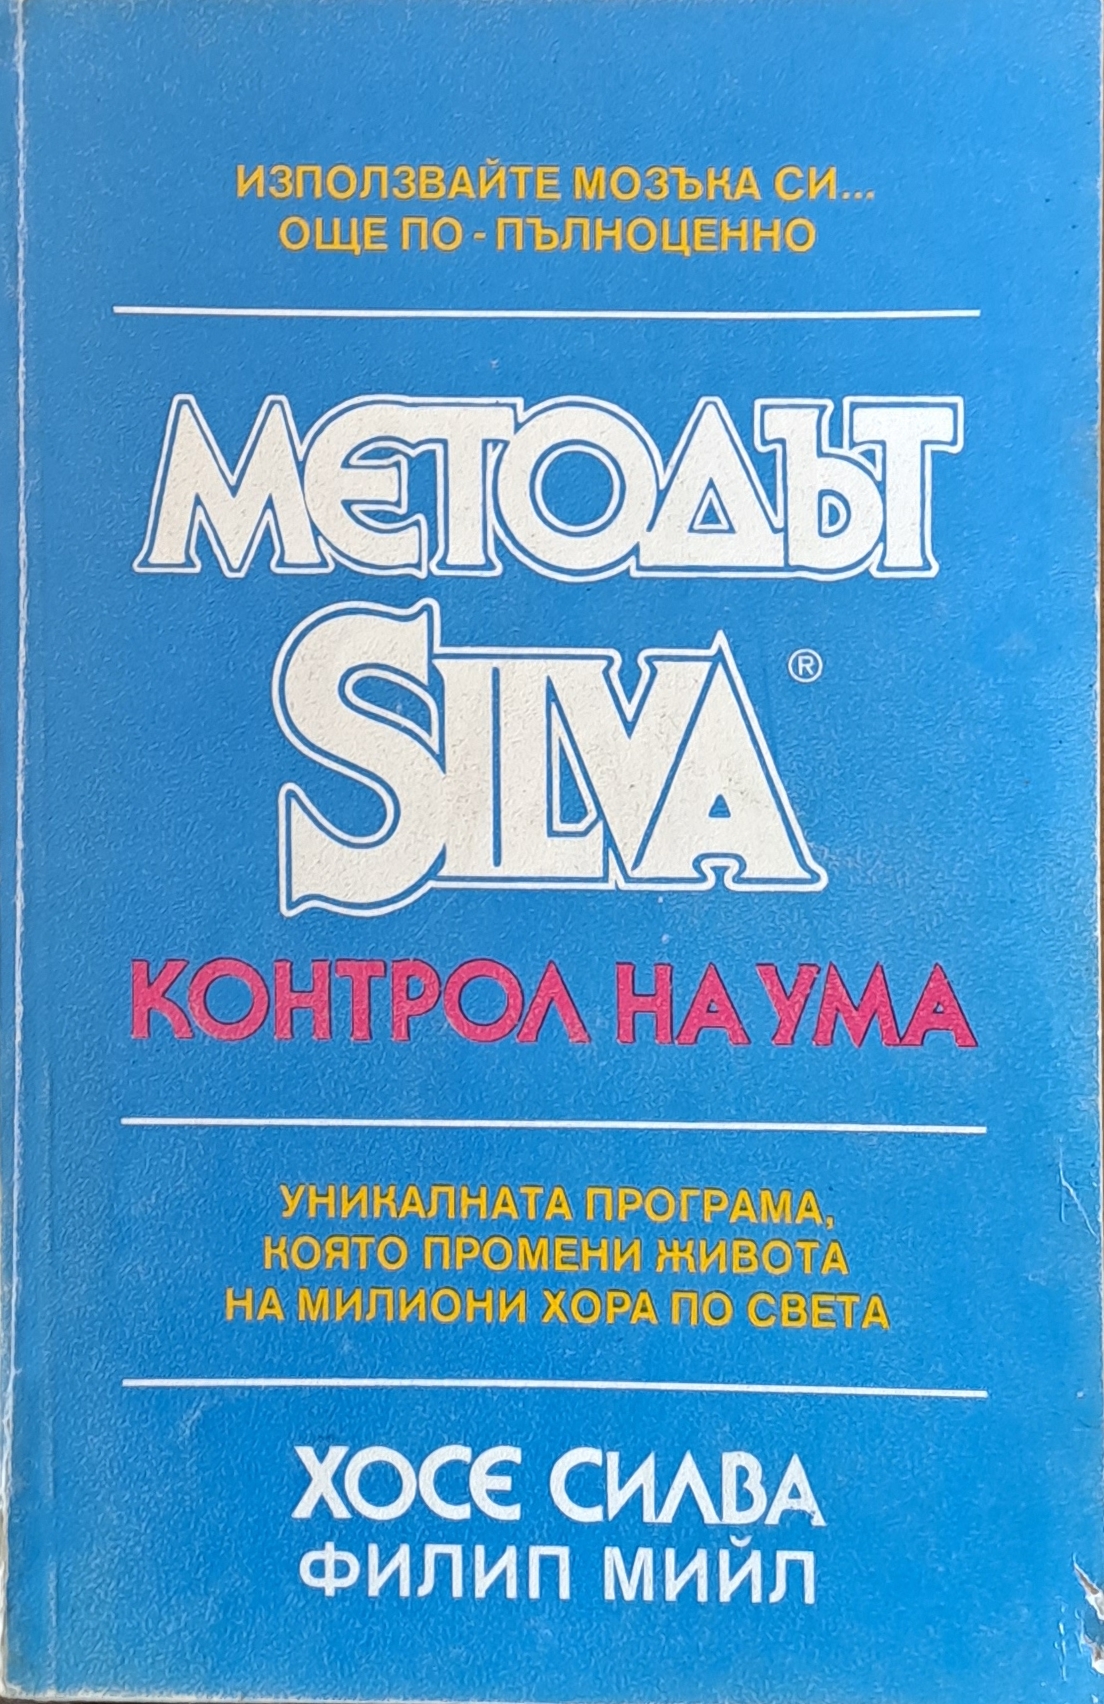 ИЗПОЛЗВАЙТЕ МОЗЪКА СИ...
ОЩЕ ПО - ПЪЛНОЦЕННО
МЕТОДЪТ
SILVA®
КОНТРОЛ НА УМА
УНИКАЛНАТА ПРОГРАМА,
КОЯТО ПРОМЕНИ ЖИВОТА
НА МИЛИОНИ ХОРА ПО СВЕТА
ХОСЕ СИЛВА
ФИЛИП МИЙЛ